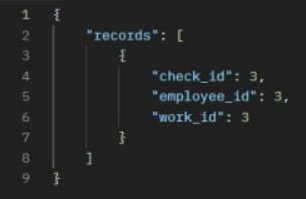 1 {
2 "records": [
3 {
4 "check_id": 3,
5 "employee_id": 3,
6 "work_id": 3
7 }
8 ]
9 }